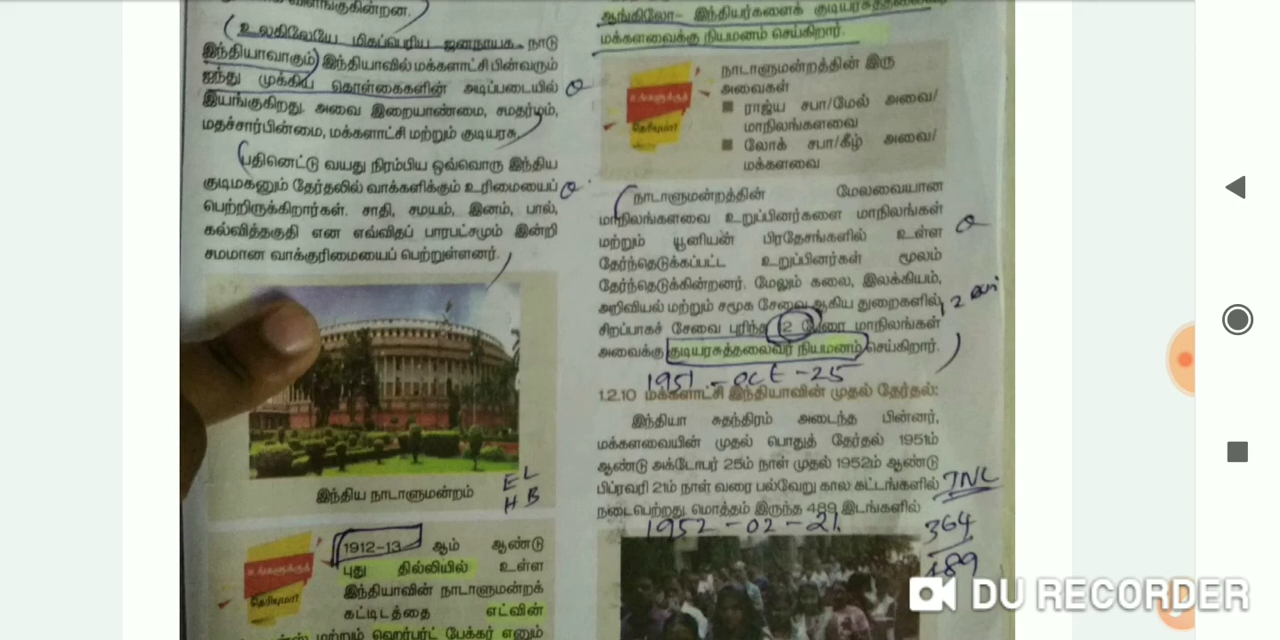 விளங்குகின்றன.
(உலகிலேயே மிகப்பெரிய ஜனநாயக நாடு
இந்தியாவாகும்) இந்தியாவில் மக்களாட்சி பின்வரும்
ஐந்து முக்கிய கொள்கைகளின் அடிப்படையில்
இயங்குகிறது. அவை இறையாண்மை, சமதர்மம்,
மதச்சார்பின்மை, மக்களாட்சி மற்றும் குடியரசு.
பதினெட்டு வயது நிரம்பிய ஒவ்வொரு இந்திய
குடிமகனும் தேர்தலில் வாக்களிக்கும் உரிமையைப்
பெற்றிருக்கிறார்கள். சாதி, சமயம், இனம், பால்,
கல்வித்தகுதி என எவ்விதப் பாரபட்சமும் இன்றி
சமமான வாக்குரிமையைப் பெற்றுள்ளனர்.
இந்திய நாடாளுமன்றம்
EL
HB
உங்களுக்குத்
தெரியுமா?
1912-13 ஆம் ஆண்டு
புது தில்லியில் உள்ள
இந்தியாவின் நாடாளுமன்றக்
கட்டிடத்தை எட்வின்
மற்றும் ஹெர்பர்ட் பேக்கர் எனும்
ஆங்கிலோ- இந்தியர்களைக் குடியரசுத்தலைவர்
மக்களவைக்கு நியமனம் செய்கிறார்.
உங்களுக்குத்
தெரியுமா?
நாடாளுமன்றத்தின் இரு
அவைகள்
■ ராஜ்ய சபா/மேல் அவை/
மாநிலங்களவை
■ லோக் சபா/கீழ் அவை/
மக்களவை
நாடாளுமன்றத்தின் மேலவையான
மாநிலங்களவை உறுப்பினர்களை மாநிலங்கள்
மற்றும் யூனியன் பிரதேசங்களில் உள்ள
தேர்ந்தெடுக்கப்பட்ட உறுப்பினர்கள் மூலம்
தேர்ந்தெடுக்கின்றனர். மேலும் கலை, இலக்கியம்,
அறிவியல் மற்றும் சமூக சேவை ஆகிய துறைகளில்
சிறப்பாகச் சேவை புரிந்த 12 பேரை மாநிலங்கள்
அவைக்கு குடியரசுத்தலைவர் நியமனம் செய்கிறார்.
1951 - OCt - 25
1.2.10 மக்களாட்சி இந்தியாவின் முதல் தேர்தல்:
இந்தியா சுதந்திரம் அடைந்த பின்னர்,
மக்களவையின் முதல் பொதுத் தேர்தல் 1951ம்
ஆண்டு அக்டோபர் 25ம் நாள் முதல் 1952ம் ஆண்டு
பிப்ரவரி 21ம் நாள் வரை பல்வேறு கால கட்டங்களில்
நடைபெற்றது. மொத்தம் இருந்த 489 இடங்களில்
1952 - 02 - 21
INC
364
489
DU RECORDER